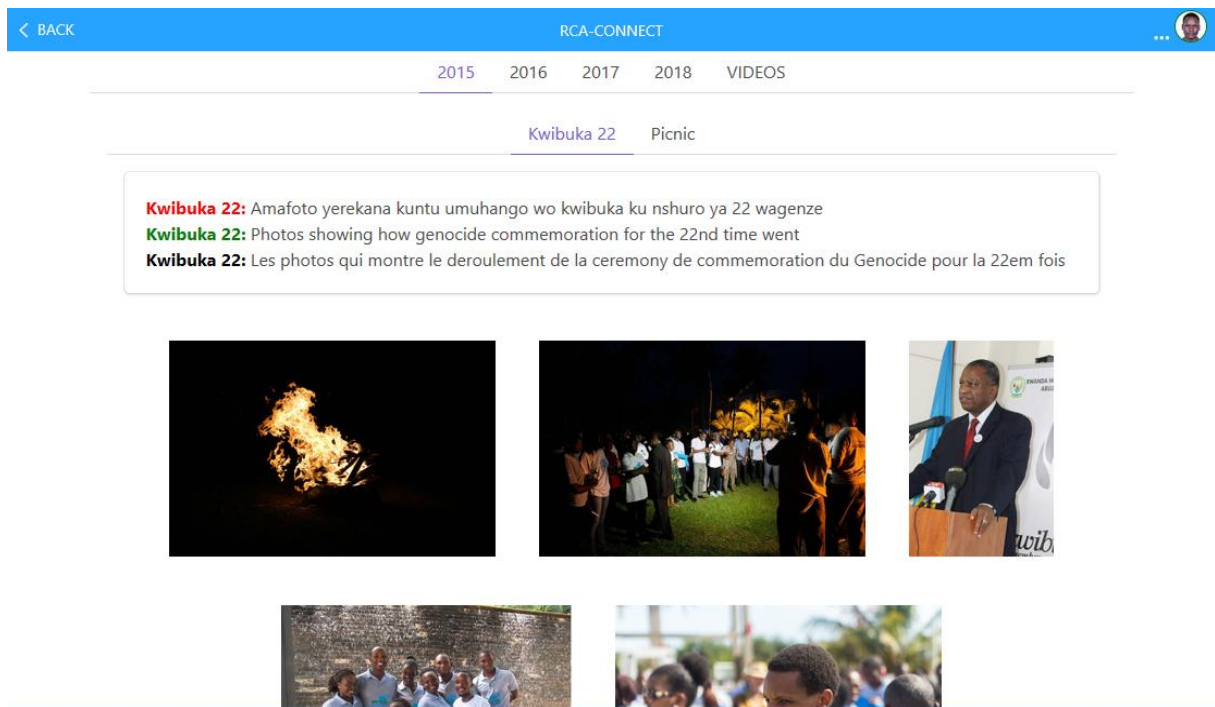 BACK
RCA-CONNECT
...
2015 2016 2017 2018 VIDEOS
Kwibuka 22 Picnic
Kwibuka 22: Amafoto yerekana kuntu umuhango wo kwibuka ku nshuro ya 22 wagenze
Kwibuka 22: Photos showing how genocide commemoration for the 22nd time went
Kwibuka 22: Les photos qui montre le deroulement de la ceremony de commemoration du Genocide pour la 22em fois
RWANDA